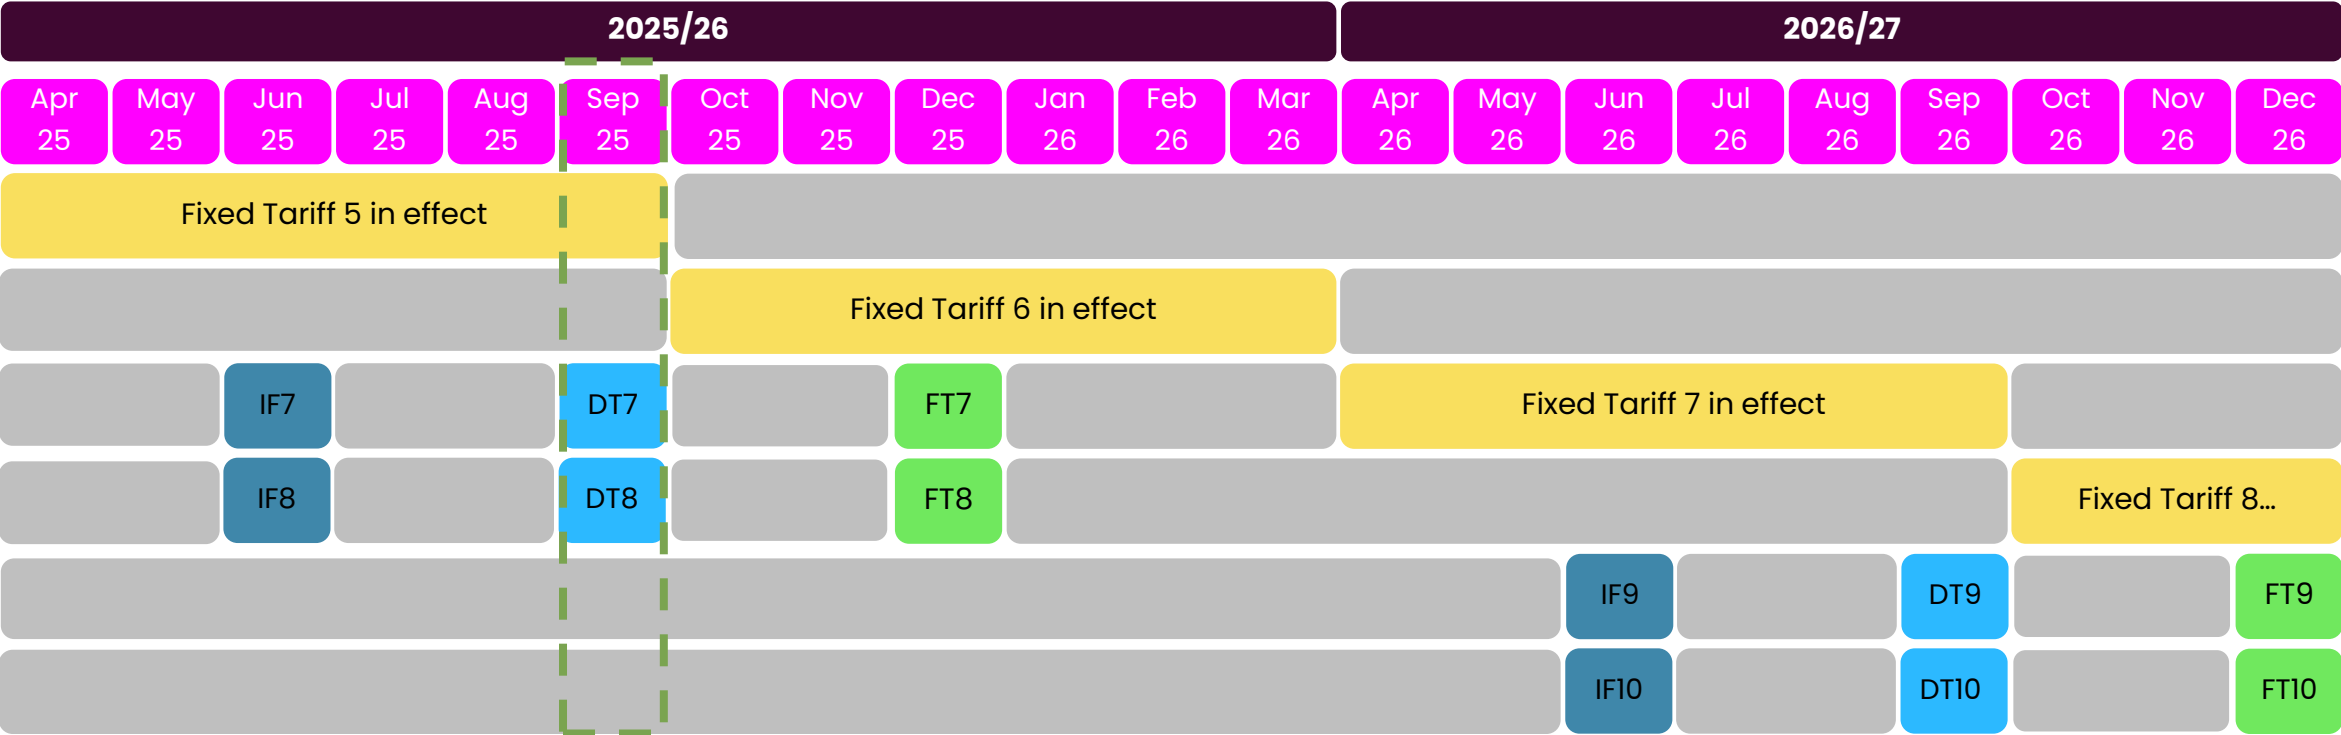 2025/26
2026/27
Apr 25
May 25
Jun 25
Jul 25
Aug 25
Sep 25
Oct 25
Nov 25
Dec 25
Jan 26
Feb 26
Mar 26
Apr 26
May 26
Jun 26
Jul 26
Aug 26
Sep 26
Oct 26
Nov 26
Dec 26
Fixed Tariff 5 in effect
Fixed Tariff 6 in effect
IF7
DT7
FT7
Fixed Tariff 7 in effect
IF8
DT8
FT8
Fixed Tariff 8...
IF9
DT9
FT9
IF10
DT10
FT10